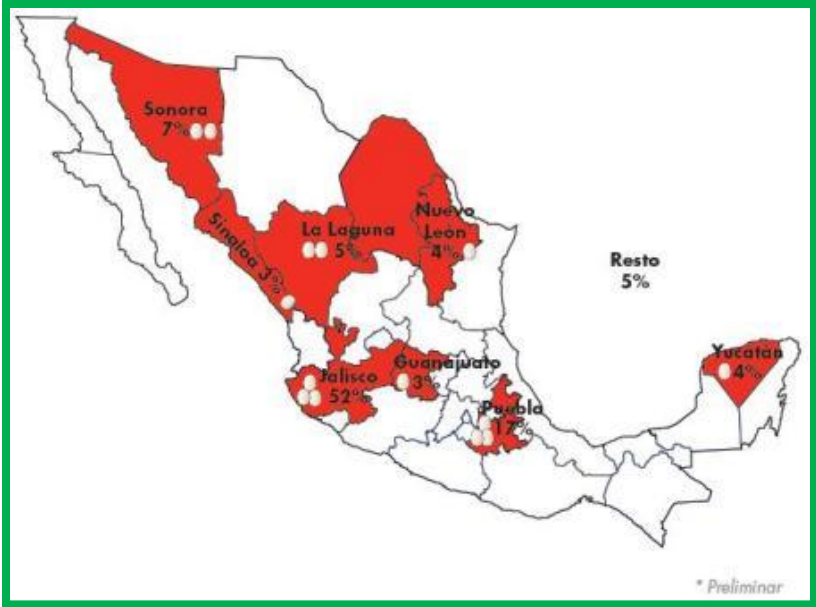 Sonora
7%
Sinaloa 3%
La Laguna
5%
Nuevo
León
4%
Resto
5%
Jalisco
52%
Guanajuato
3%
Puebla
17%
Yucatán
4%
* Preliminar